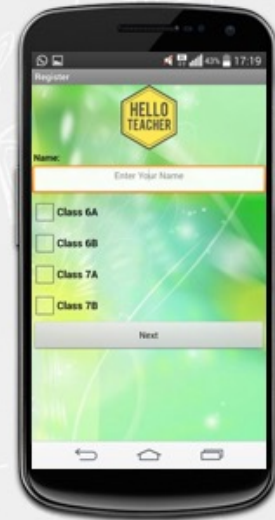 43% 17:19
Register
HELLO
TEACHER
Name:
Enter Your Name
Class 6A
Class 6B
Class 7A
Class 7B
Next